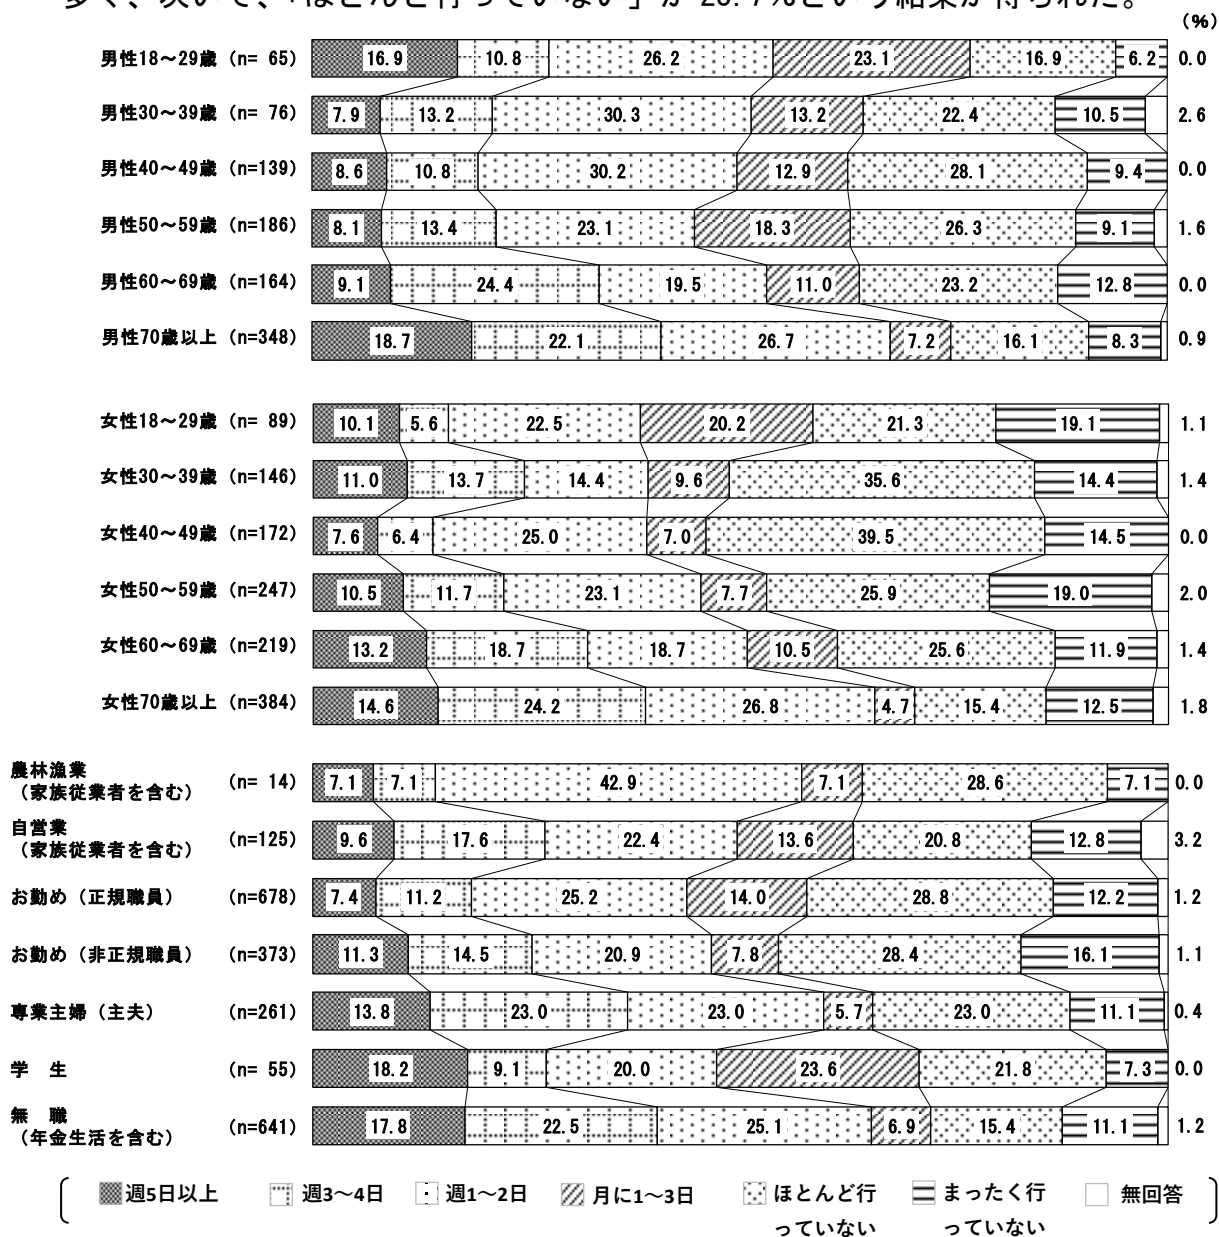 (%)
男性18～29歳 (n= 65) 16.9 10.8 26.2 23.1 16.9 6.2 0.0
男性30～39歳 (n= 76) 7.9 13.2 30.3 13.2 22.4 10.5 2.6
男性40～49歳 (n=139) 8.6 10.8 30.2 12.9 28.1 9.4 0.0
男性50～59歳 (n=186) 8.1 13.4 23.1 18.3 26.3 9.1 1.6
男性60～69歳 (n=164) 9.1 24.4 19.5 11.0 23.2 12.8 0.0
男性70歳以上 (n=348) 18.7 22.1 26.7 7.2 16.1 8.3 0.9
女性18～29歳 (n= 89) 10.1 5.6 22.5 20.2 21.3 19.1 1.1
女性30～39歳 (n=146) 11.0 13.7 14.4 9.6 35.6 14.4 1.4
女性40～49歳 (n=172) 7.6 6.4 25.0 7.0 39.5 14.5 0.0
女性50～59歳 (n=247) 10.5 11.7 23.1 7.7 25.9 19.0 2.0
女性60～69歳 (n=219) 13.2 18.7 18.7 10.5 25.6 11.9 1.4
女性70歳以上 (n=384) 14.6 24.2 26.8 4.7 15.4 12.5 1.8
農林漁業
（家族従業者を含む） (n= 14) 7.1 7.1 42.9 7.1 28.6 7.1 0.0
自営業
（家族従業者を含む） (n=125) 9.6 17.6 22.4 13.6 20.8 12.8 3.2
お勤め（正規職員） (n=678) 7.4 11.2 25.2 14.0 28.8 12.2 1.2
お勤め（非正規職員） (n=373) 11.3 14.5 20.9 7.8 28.4 16.1 1.1
専業主婦（主夫） (n=261) 13.8 23.0 23.0 5.7 23.0 11.1 0.4
学 生 (n= 55) 18.2 9.1 20.0 23.6 21.8 7.3 0.0
無 職
（年金生活を含む） (n=641) 17.8 22.5 25.1 6.9 15.4 11.1 1.2
週5日以上 週3～4日 週1～2日 月に1～3日 ほとんど行 まったく行 無回答
っていない っていない